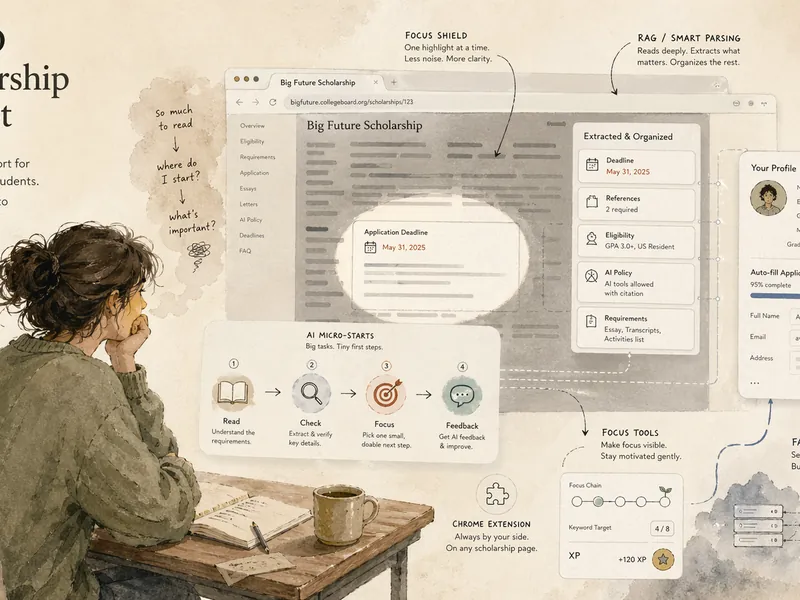 rship
t
ort for
udents.
to
So much
to read
where do
I start?
what's
important?
FOCUS SHIELD
One highlight at a time.
Less noise. More clarity.
RAG / SMART PARSING
Reads deeply. Extracts what
matters. Organizes the rest.
Big Future Scholarship
bigfuture.collegeboard.org/scholarships/123
Overview
Eligibility
Requirements
Application
Essays
Letters
AI Policy
Deadlines
FAQ
Big Future Scholarship
Application Deadline
May 31, 2025
Extracted & Organized
Deadline
May 31, 2025
References
2 required
Eligibility
GPA 3.0+, US Resident
AI Policy
AI tools allowed
with citation
Requirements
Essay, Transcripts,
Activities list
Your Profile
Grad
Auto-fill Applic
95% complete
Full Name
Email
Address
...
AI MICRO-STARTS
Big tasks. Tiny first steps.
1
Read
Understand the
requirements.
2
Check
Extract & verify
key details.
3
Focus
Pick one small,
doable next step.
4
Feedback
Get AI feedback
& improve.
CHROME EXTENSION
Always by your side.
On any scholarship page.
FOCUS TOOLS
Make focus visible.
Stay motivated gently.
Focus Chain
Keyword Target
4 / 8
XP
+120 XP
FA
Se
Bu